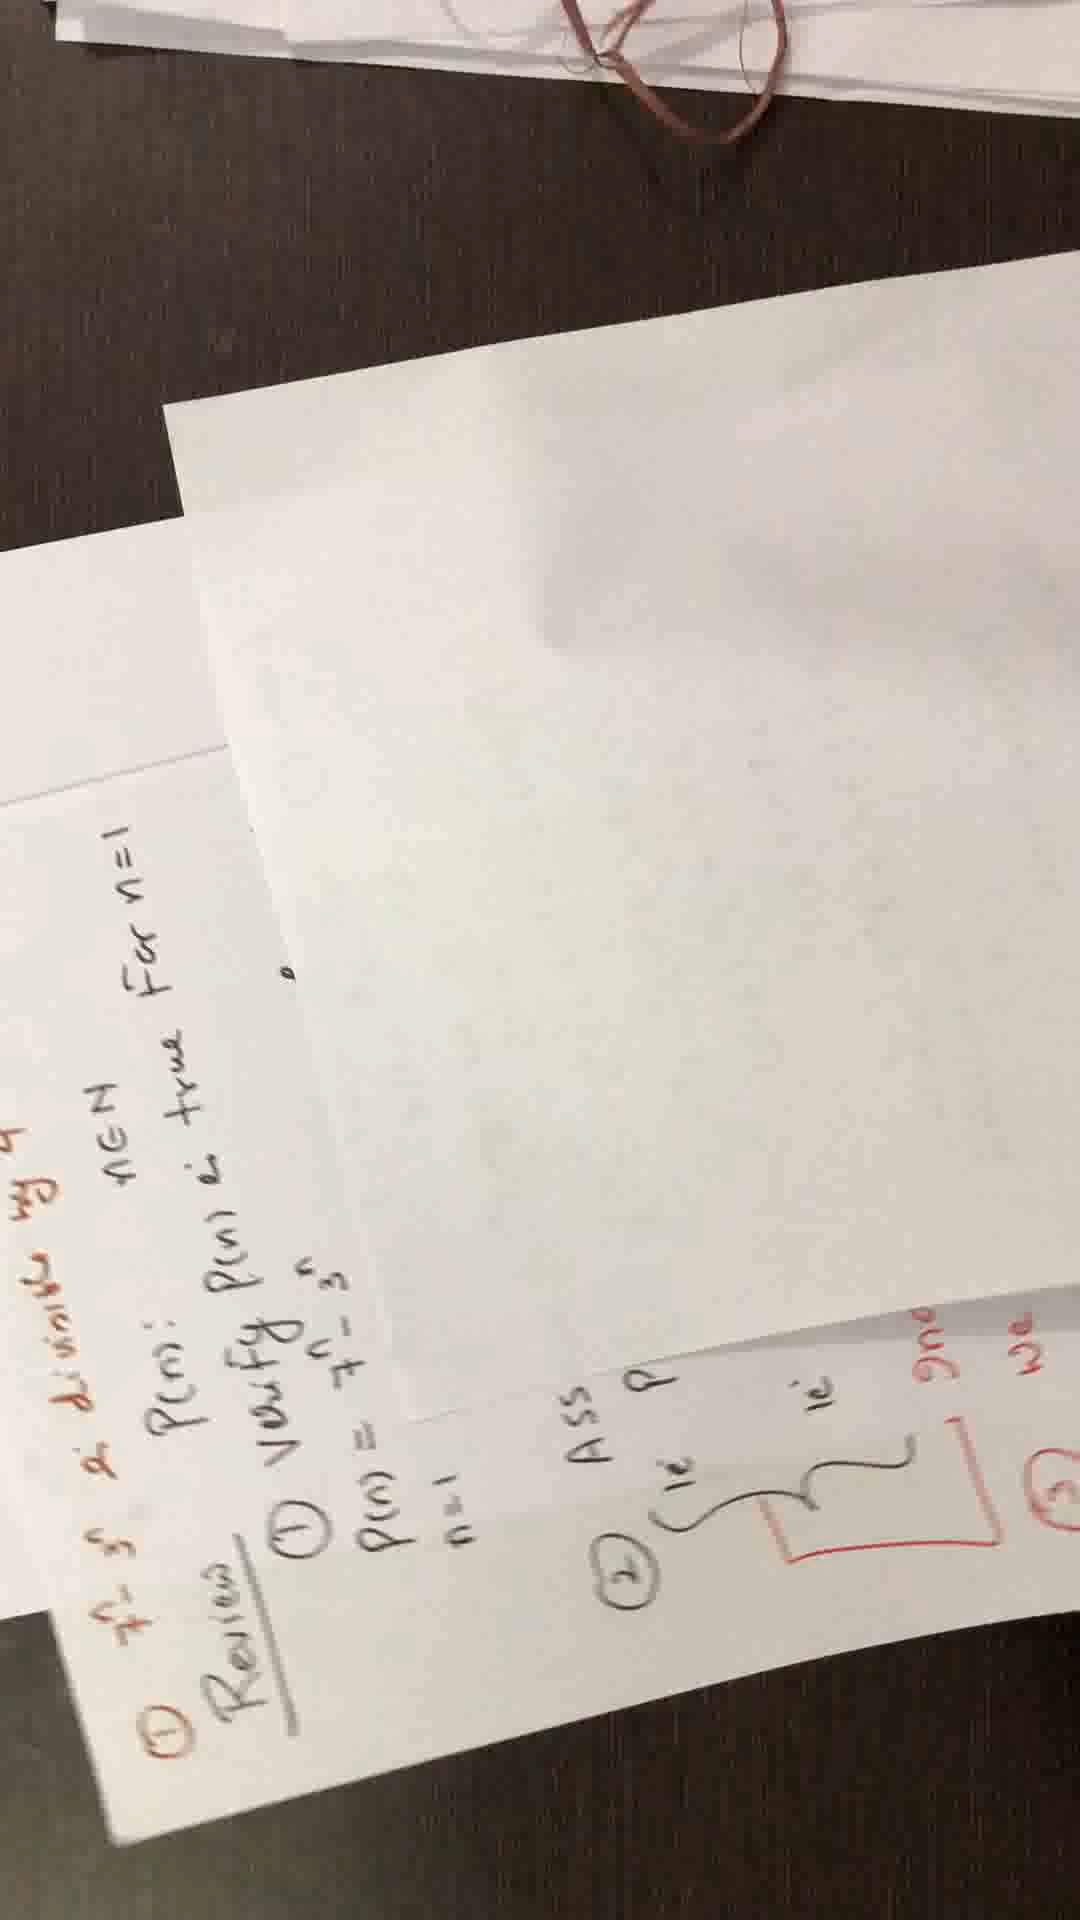 ① 7ⁿ - 3ⁿ is divisible by 4
Review
P(n): n∈N
① Verify P(n) is true For n=1
P(n) = 7ⁿ - 3ⁿ
n=1
② Ass
ie P
ie
③ we